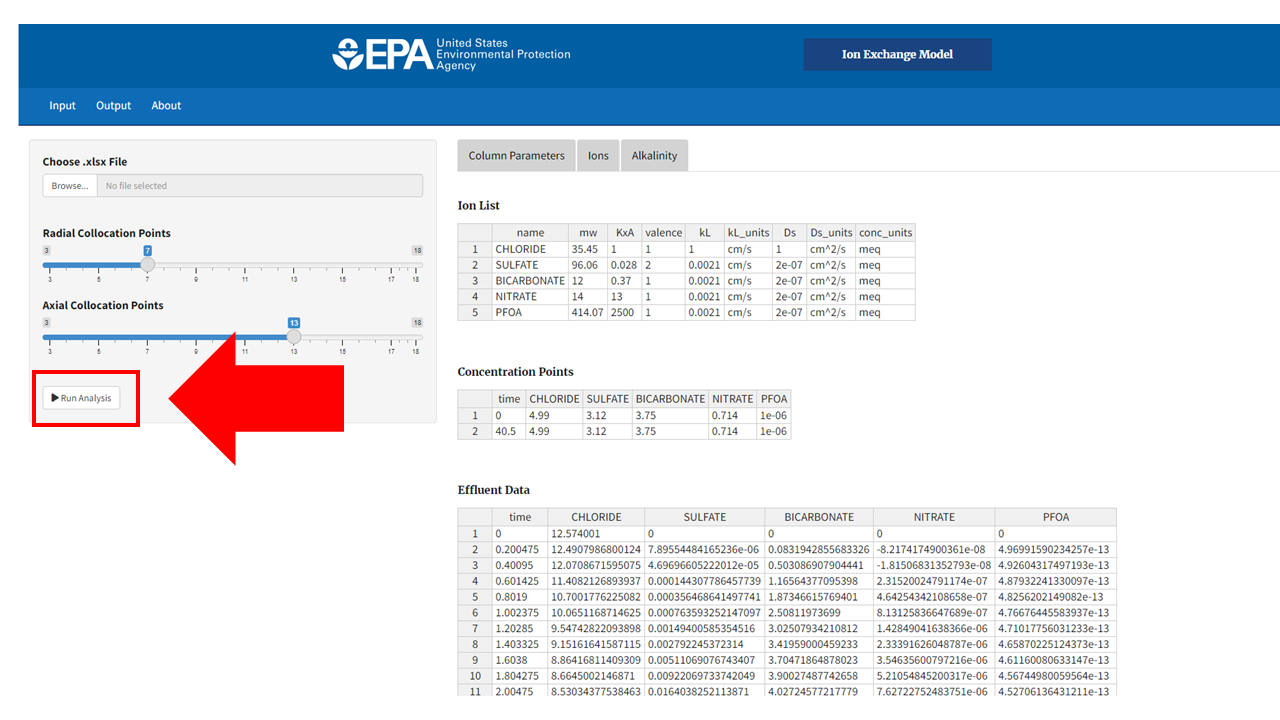 EPA United States
Environmental Protection
Agency
Ion Exchange Model
Input Output About
Choose .xlsx File
Browse... No file selected
Radial Collocation Points
3 7 18
3 5 7 9 11 13 15 17 18
Axial Collocation Points
3 13 18
3 5 7 9 11 13 15 17 18
Run Analysis
Column Parameters Ions Alkalinity
Ion List
name mw KxA valence kL kL_units Ds Ds_units conc_units
1 CHLORIDE 35.45 1 1 1 cm/s 1 cm^2/s meq
2 SULFATE 96.06 0.028 2 0.0021 cm/s 2e-07 cm^2/s meq
3 BICARBONATE 12 0.37 1 0.0021 cm/s 2e-07 cm^2/s meq
4 NITRATE 14 13 1 0.0021 cm/s 2e-07 cm^2/s meq
5 PFOA 414.07 2500 1 0.0021 cm/s 2e-07 cm^2/s meq
Concentration Points
time CHLORIDE SULFATE BICARBONATE NITRATE PFOA
1 0 4.99 3.12 3.75 0.714 1e-06
2 40.5 4.99 3.12 3.75 0.714 1e-06
Effluent Data
time CHLORIDE SULFATE BICARBONATE NITRATE PFOA
1 0 12.574001 0 0 0 0
2 0.200475 12.4907986800124 7.89554484165236e-06 0.0831942855683326 -8.2174174900361e-08 4.96991590234257e-13
3 0.40095 12.0708671595075 4.69696605222012e-05 0.503086907904441 -1.81506831352793e-08 4.92604317497193e-13
4 0.601425 11.4082126893937 0.000144307786457739 1.16564377095398 2.31520024791174e-07 4.87932241330097e-13
5 0.8019 10.7001776225082 0.000356468641497741 1.87346615769401 4.64254342108658e-07 4.8256202149082e-13
6 1.002375 10.0651168714625 0.000763593252147097 2.50811973699 8.13125836647689e-07 4.76676445583937e-13
7 1.20285 9.54742822093898 0.00149400585354516 3.02507934210812 1.42849041638366e-06 4.71017756031233e-13
8 1.403325 9.15161641587115 0.002792245372314 3.41959000459233 2.33391626048787e-06 4.65870225124373e-13
9 1.6038 8.86416811409309 0.00511069076743407 3.70471864878023 3.54635600797216e-06 4.61160080633147e-13
10 1.804275 8.6645002146871 0.00922069733742049 3.90027487742658 5.21054845200317e-06 4.56744980059564e-13
11 2.00475 8.53034377538463 0.0164038252113871 4.02724577217779 7.62722752483751e-06 4.52706136431211e-13